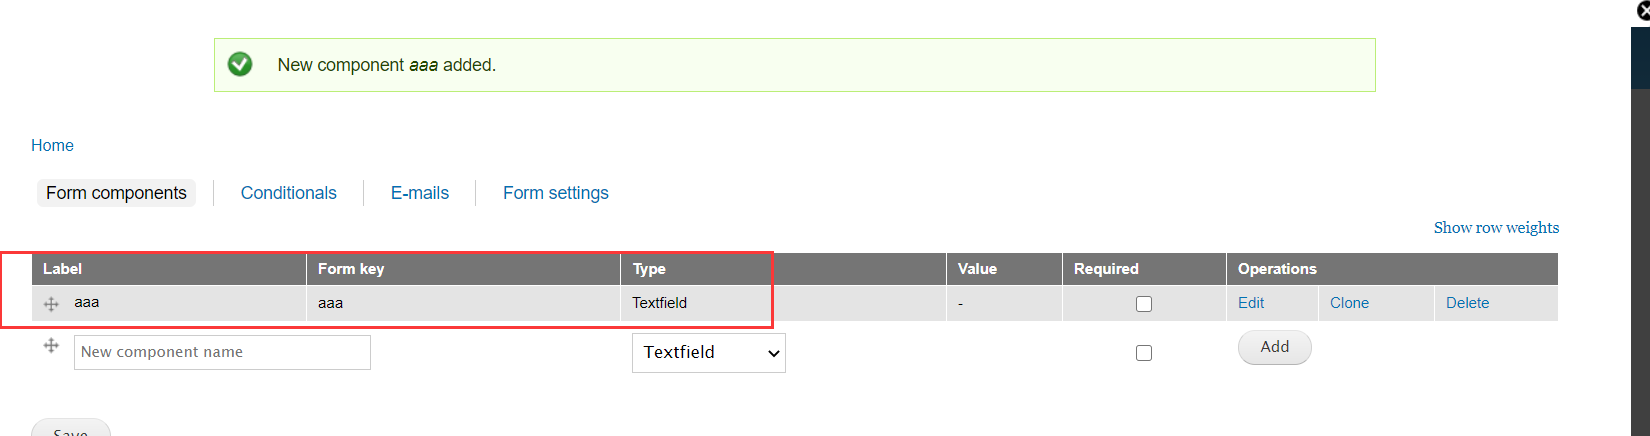 New component aaa added.
Home
Form components Conditionals E-mails Form settings
Show row weights
Label Form key Type Value Required Operations
aaa aaa Textfield - Edit Clone Delete
New component name Textfield Add
Save